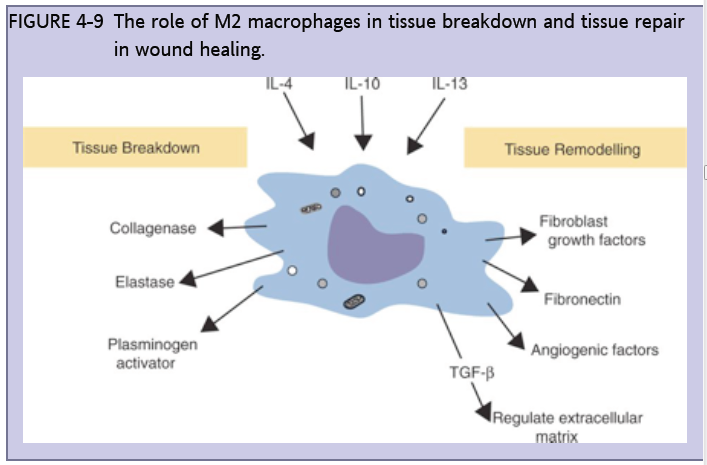 FIGURE 4-9 The role of M2 macrophages in tissue breakdown and tissue repair
in wound healing.
IL-4
IL-10
IL-13
Tissue Breakdown
Tissue Remodelling
Collagenase
Elastase
Plasminogen
activator
Fibroblast
growth factors
Fibronectin
Angiogenic factors
TGF-β
Regulate extracellular
matrix